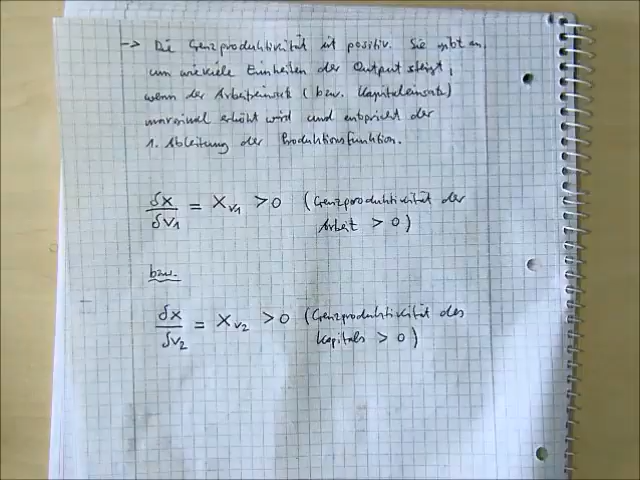 → Die Grenzproduktivität ist positiv. Sie gibt an,
um wieviele Einheiten der Output steigt,
wenn der Arbeitseinsatz (bzw. Kapitaleinsatz)
marginal erhöht wird und entspricht der
1. Ableitung der Produktionsfunktion.
δx/δv₁ = x_v₁ > 0 (Grenzproduktivität der
Arbeit > 0)
bzw.
δx/δv₂ = x_v₂ > 0 (Grenzproduktivität des
Kapitals > 0)